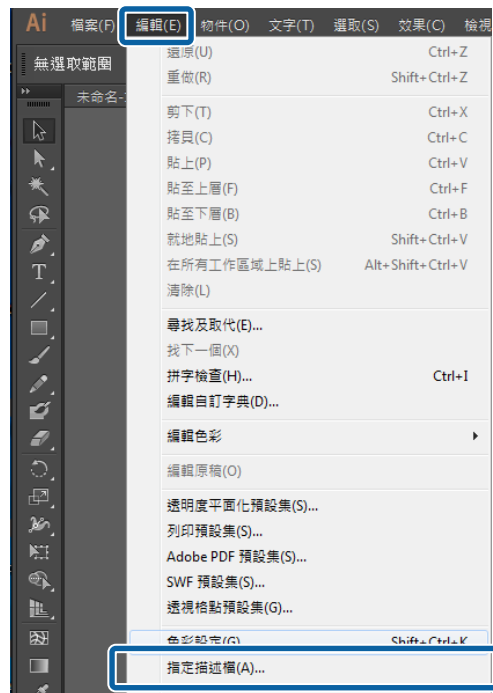 Ai 檔案(F) 編輯(E) 物件(O) 文字(T) 選取(S) 效果(C) 檢視
無選取範圍
未命名-
還原(U) Ctrl+Z
重做(R) Shift+Ctrl+Z
剪下(T) Ctrl+X
拷貝(C) Ctrl+C
貼上(P) Ctrl+V
貼至上層(F) Ctrl+F
貼至下層(B) Ctrl+B
就地貼上(S) Shift+Ctrl+V
在所有工作區域上貼上(S) Alt+Shift+Ctrl+V
清除(L)
尋找及取代(E)...
找下一個(X)
拼字檢查(H)... Ctrl+I
編輯自訂字典(D)...
編輯色彩
編輯原稿(O)
透明度平面化預設集(S)...
列印預設集(S)...
Adobe PDF 預設集(S)...
SWF 預設集(S)...
透視格點預設集(G)...
色彩設定(G)... Shift+Ctrl+K
指定描述檔(A)...